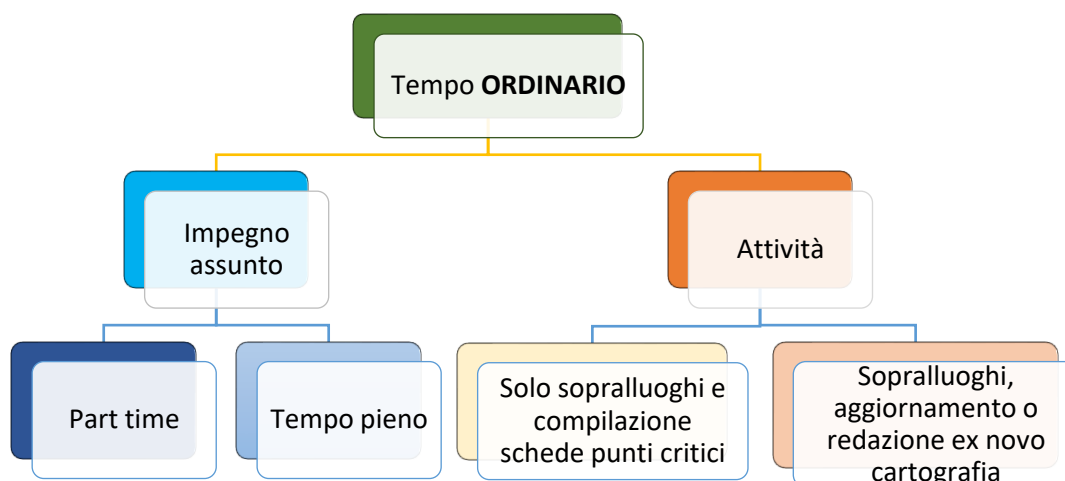 Tempo ORDINARIO
Impegno
assunto
Attività
Part time
Tempo pieno
Solo sopralluoghi e
compilazione
schede punti critici
Sopralluoghi,
aggiornamento o
redazione ex novo
cartografia